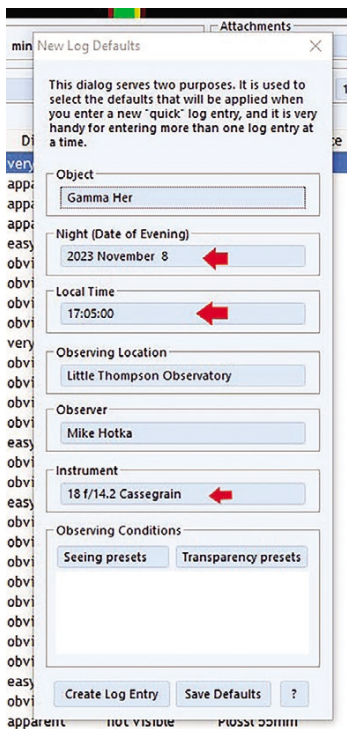 Attachments
min
New Log Defaults
This dialog serves two purposes. It is used to
select the defaults that will be applied when
you enter a new "quick" log entry, and it is very
handy for entering more than one log entry at
a time.
Object
Gamma Her
Night (Date of Evening)
2023 November 8
Local Time
17:05:00
Observing Location
Little Thompson Observatory
Observer
Mike Hotka
Instrument
18 f/14.2 Cassegrain
Observing Conditions
Seeing presets Transparency presets
Create Log Entry Save Defaults ?
Di
very
appa
appa
appa
easy
obvi
obvi
obvi
obvi
very
obvi
obvi
obvi
obvi
easy
obvi
obvi
easy
obvi
obvi
obvi
obvi
obvi
obvi
obvi
obvi
easy
obvi
apparent not visible Plossl 55mm